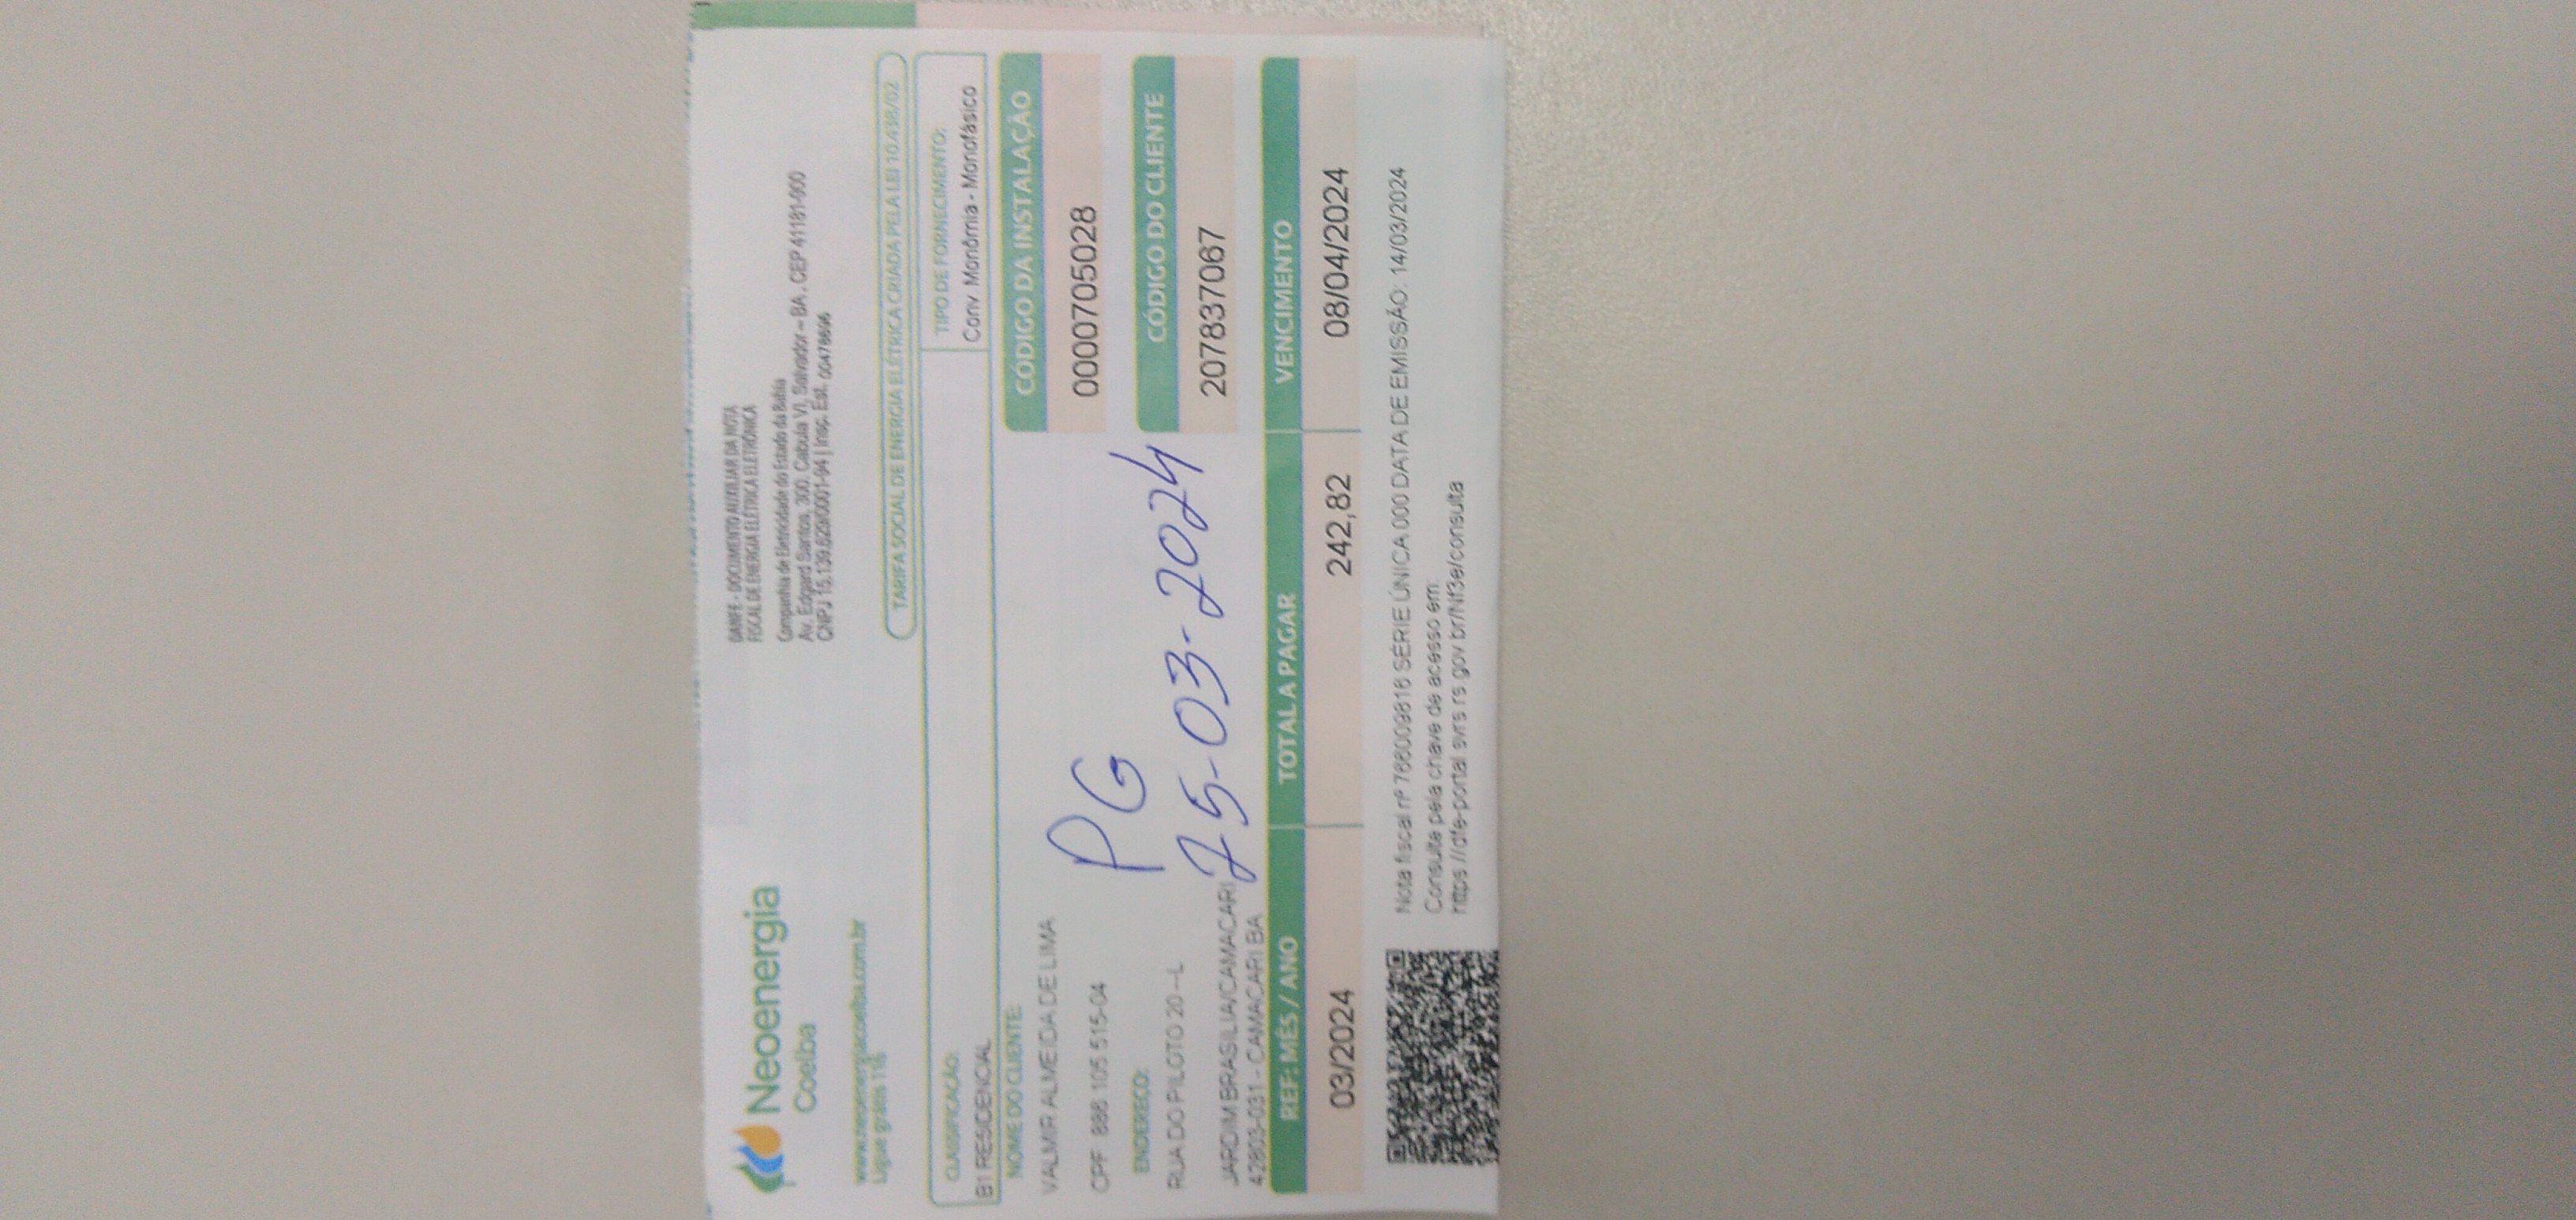 Neoenergia
Coelba
www.neoenergiacoelba.com.br
Ligue grátis 116
DANFE - DOCUMENTO AUXILIAR DA NOTA
FISCAL DE ENERGIA ELÉTRICA ELETRÔNICA
Companhia de Eletricidade do Estado da Bahia
Av. Edgard Santos, 300, Cabula VI, Salvador – BA . CEP 41181-900
CNPJ 15.139.629/0001-94 | Insc. Est. 00478696
TARIFA SOCIAL DE ENERGIA ELÉTRICA CRIADA PELA LEI 10.438/02
CLASSIFICAÇÃO:
B1 RESIDENCIAL
TIPO DE FORNECIMENTO:
Conv. Monômia - Monofásico
NOME DO CLIENTE:
VALMIR ALMEIDA DE LIMA
CPF 886 105 515-04
ENDEREÇO:
RUA DO PILOTO 20 --L
JARDIM BRASILIA/CAMACARI
42803-031 - CAMACARI BA
PG
25-03-2024
CÓDIGO DA INSTALAÇÃO
0000705028
CÓDIGO DO CLIENTE
207837067
REF: MÊS / ANO
TOTAL A PAGAR
VENCIMENTO
03/2024
242,82
08/04/2024
Nota fiscal nº 766009816 SÉRIE ÚNICA 000 DATA DE EMISSÃO: 14/03/2024
Consulte pela chave de acesso em:
https://dfe-portal.svrs.rs.gov.br/Nf3e/consulta